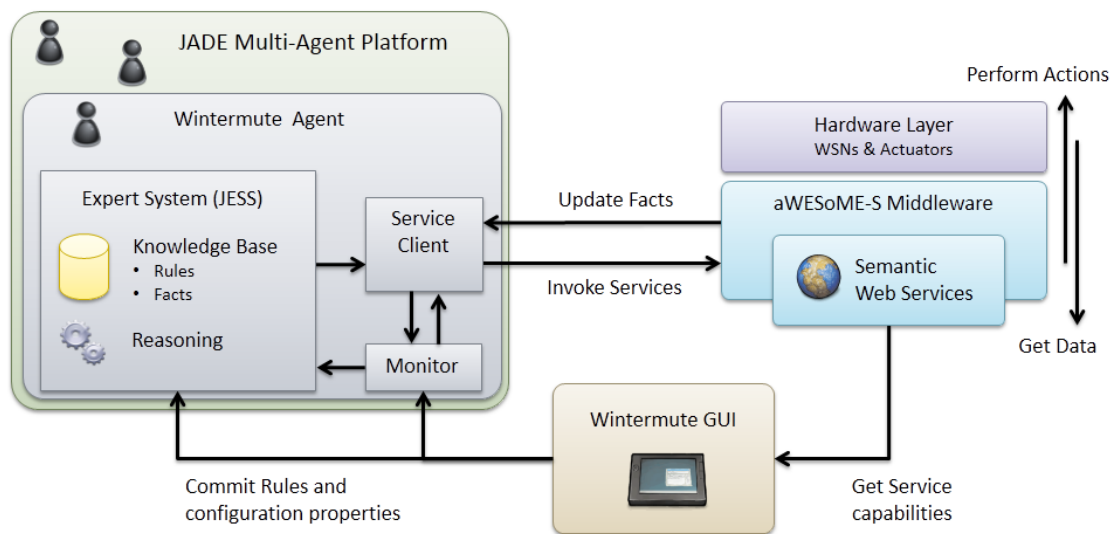 JADE Multi-Agent Platform
Wintermute Agent
Expert System (JESS)
Knowledge Base
• Rules
• Facts
Reasoning
Service
Client
Monitor
Update Facts
Invoke Services
Perform Actions
Hardware Layer
WSNs & Actuators
aWESoME-S Middleware
Semantic
Web Services
Get Data
Wintermute GUI
Commit Rules and
configuration properties
Get Service
capabilities